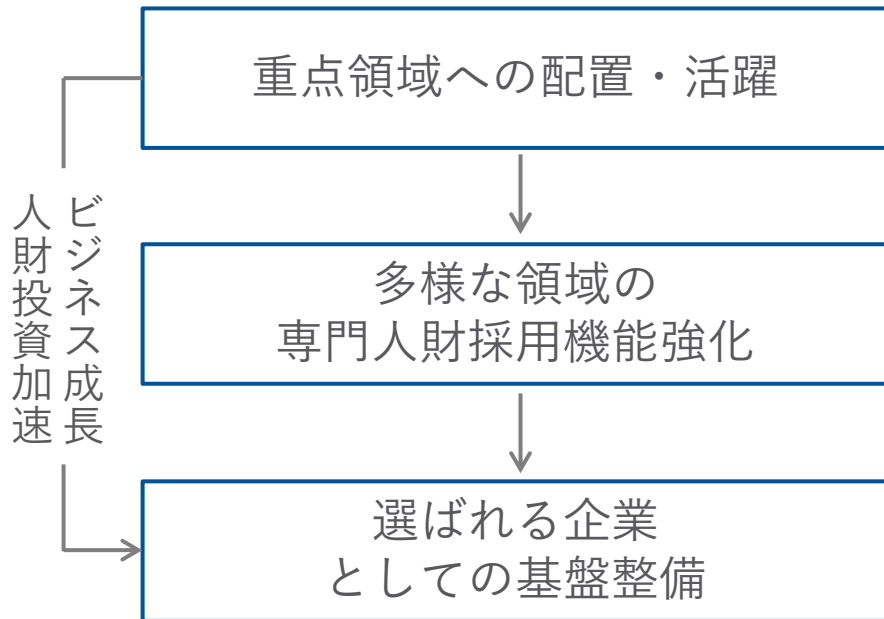 重点領域への配置・活躍
ビジネス成長
人財投資加速
多様な領域の
専門人財採用機能強化
選ばれる企業
としての基盤整備